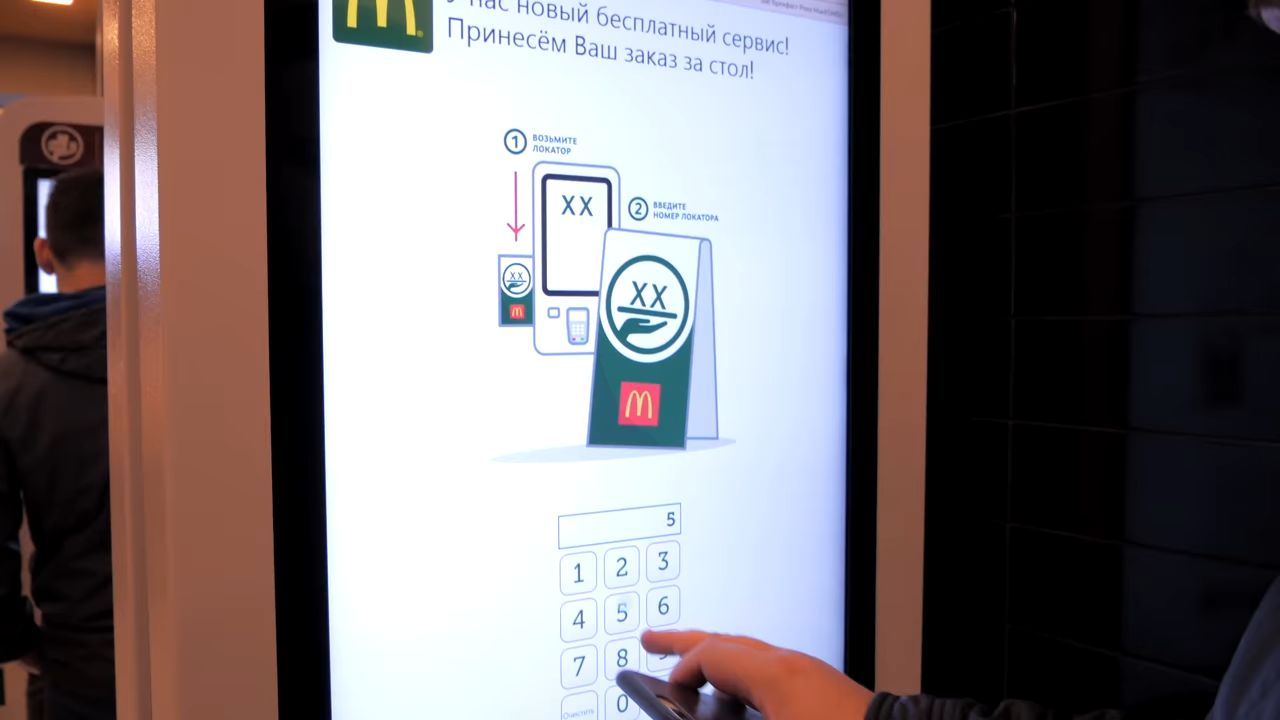 У нас новый бесплатный сервис!
Принесём Ваш заказ за стол!
1 ВОЗЬМИТЕ
ЛОКАТОР
XX
2 ВВЕДИТЕ
НОМЕР ЛОКАТОРА
XX
XX
5
1 2 3
4 5 6
7 8 9
Очистить 0